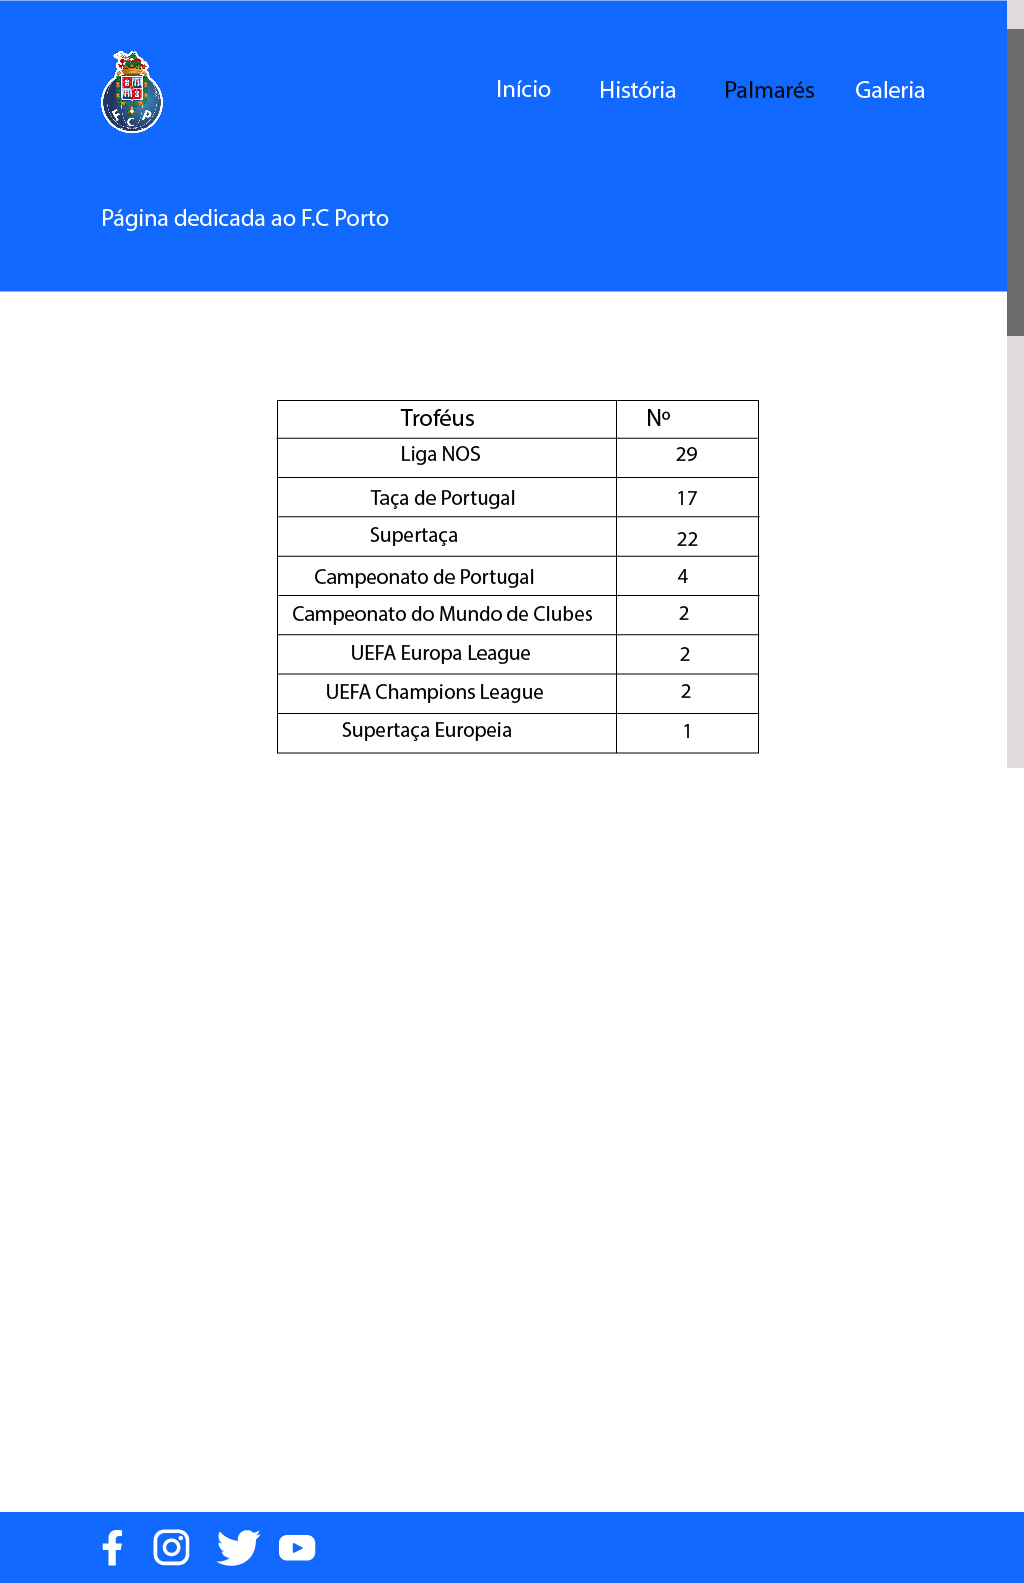 FCP
Início História Palmarés Galeria
Página dedicada ao F.C Porto
Troféus Nº
Liga NOS 29
Taça de Portugal 17
Supertaça 22
Campeonato de Portugal 4
Campeonato do Mundo de Clubes 2
UEFA Europa League 2
UEFA Champions League 2
Supertaça Europeia 1